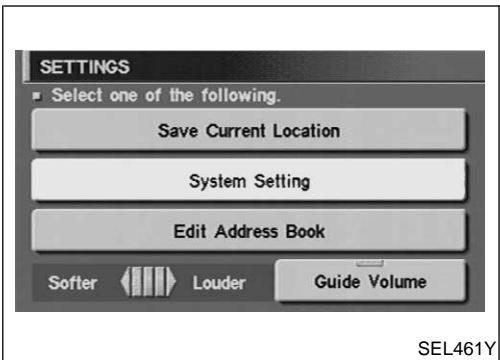 SETTINGS
Select one of the following.
Save Current Location
System Setting
Edit Address Book
Softer Louder Guide Volume
SEL461Y